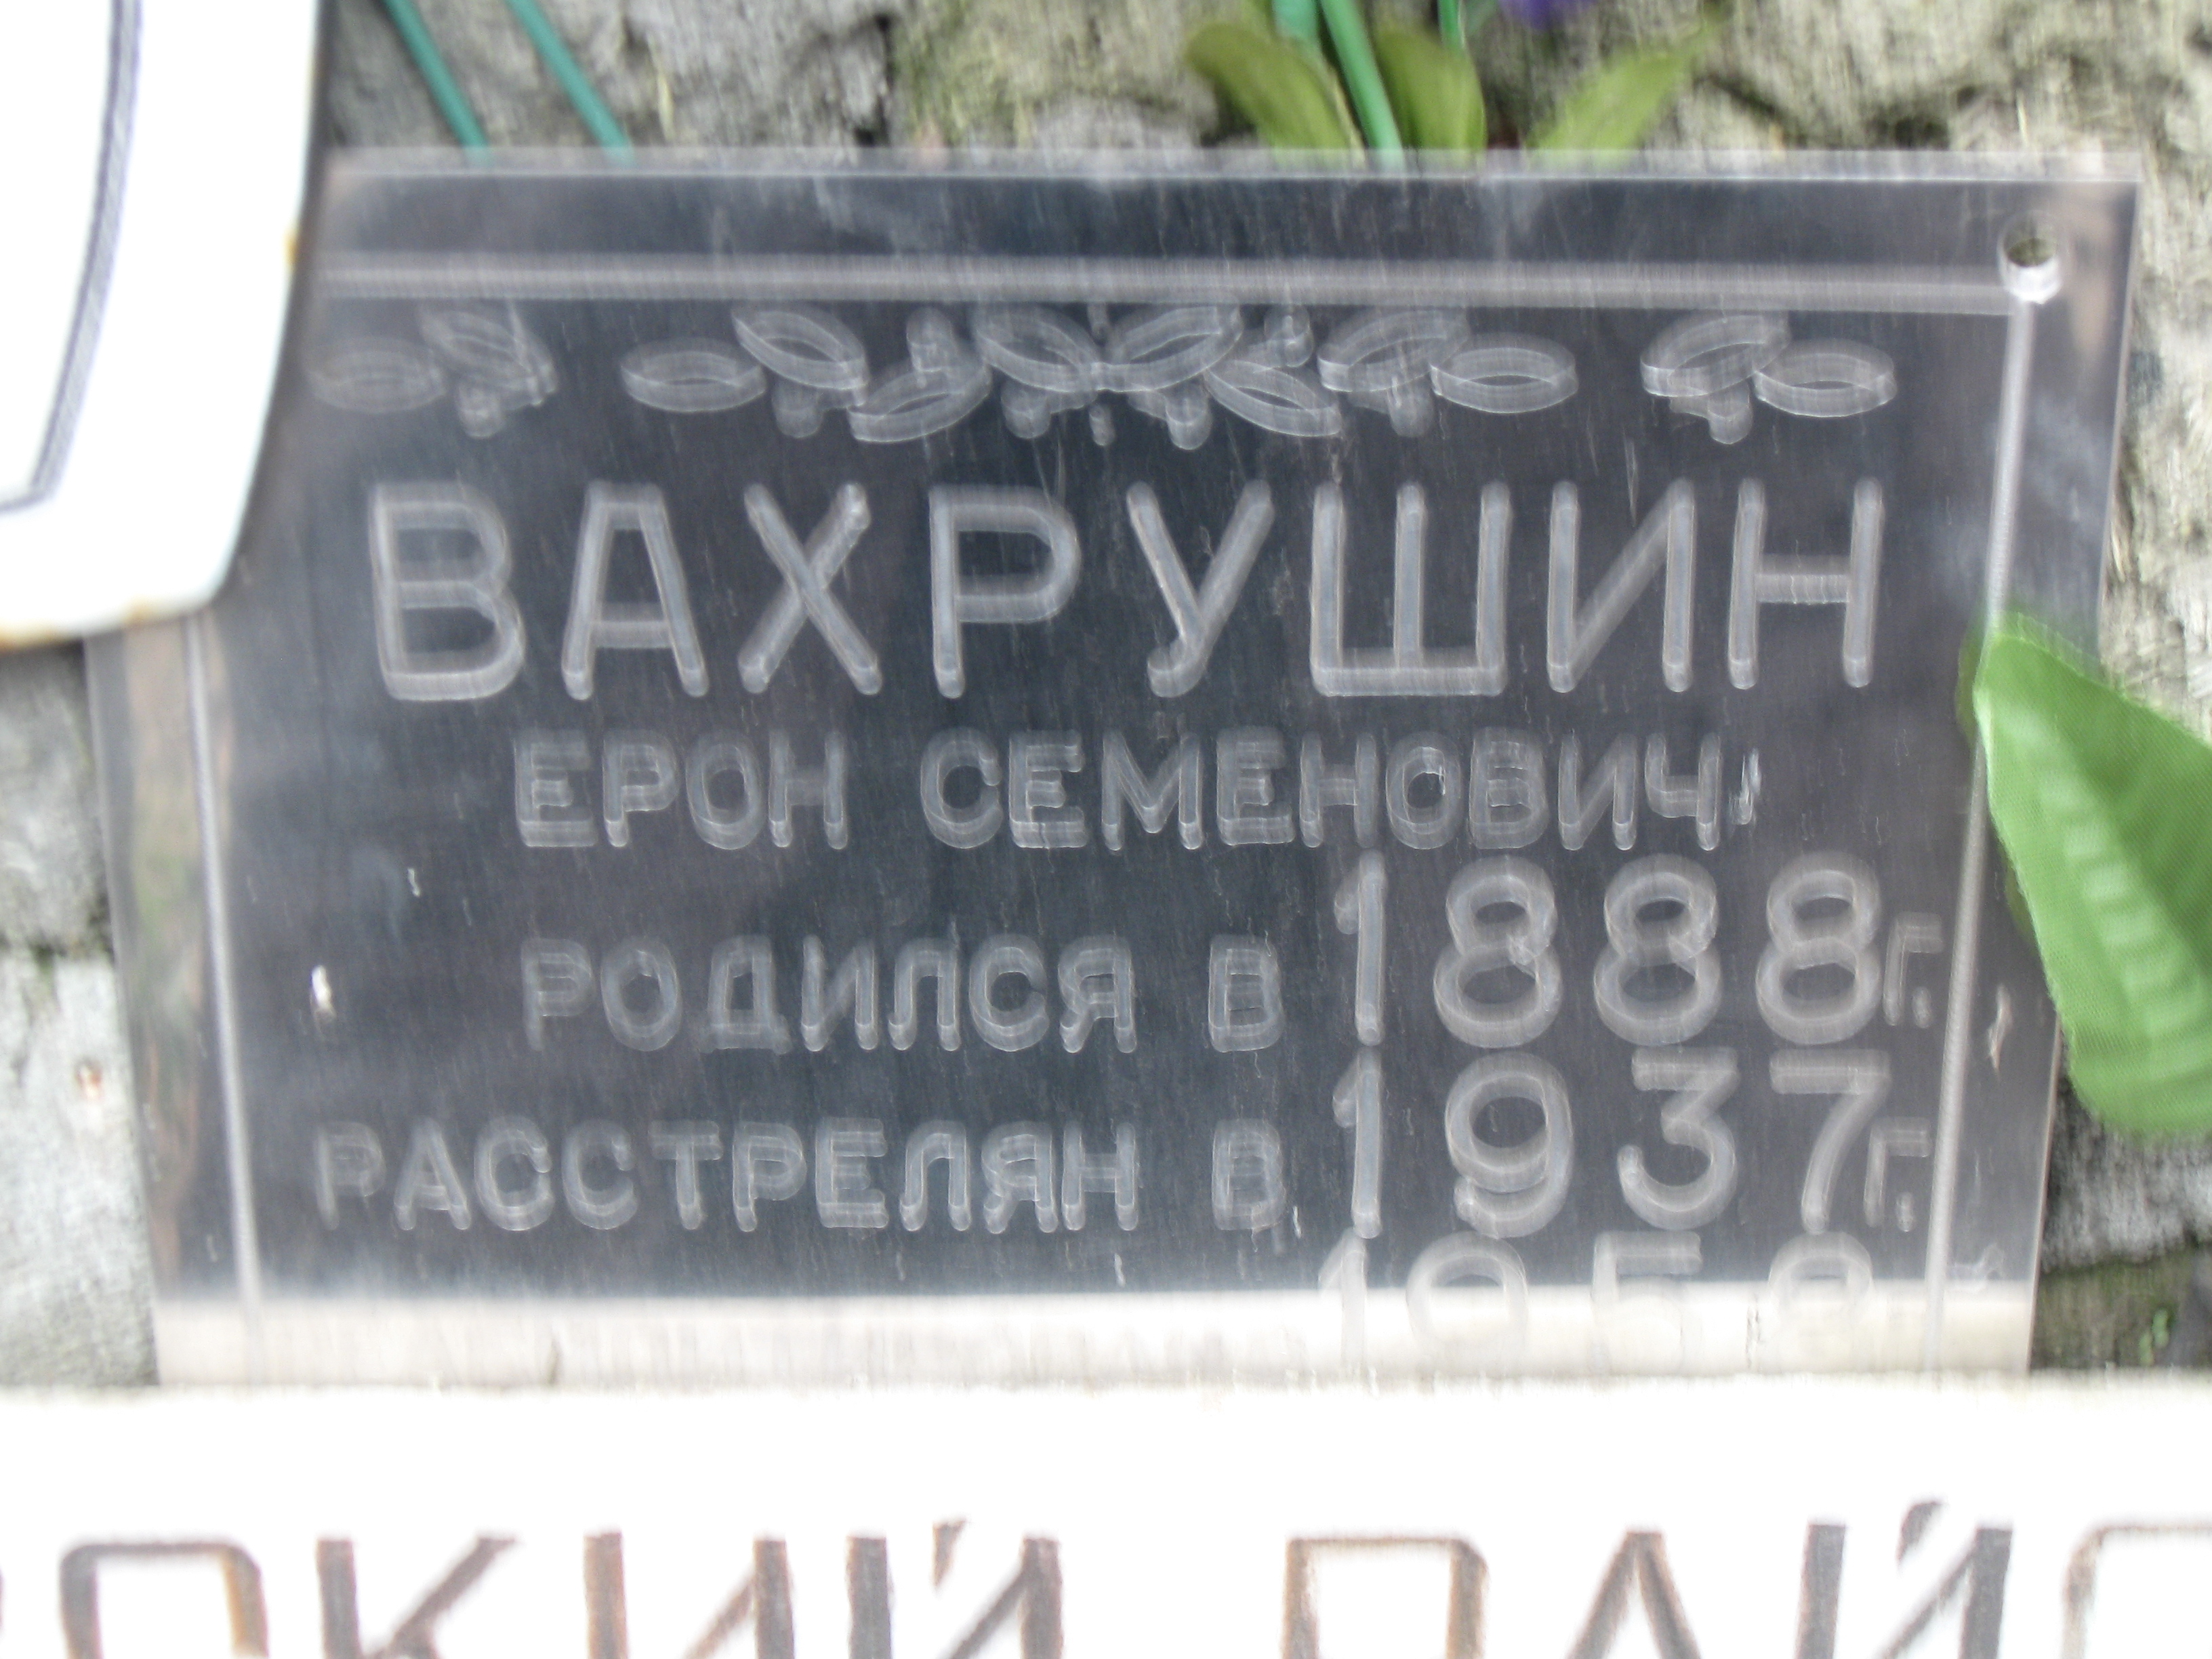 ВАХРУШИН
ЕРОН СЕМЕНОВИЧ
РОДИЛСЯ В 1888 г.
РАССТРЕЛЯН В 1937 г.